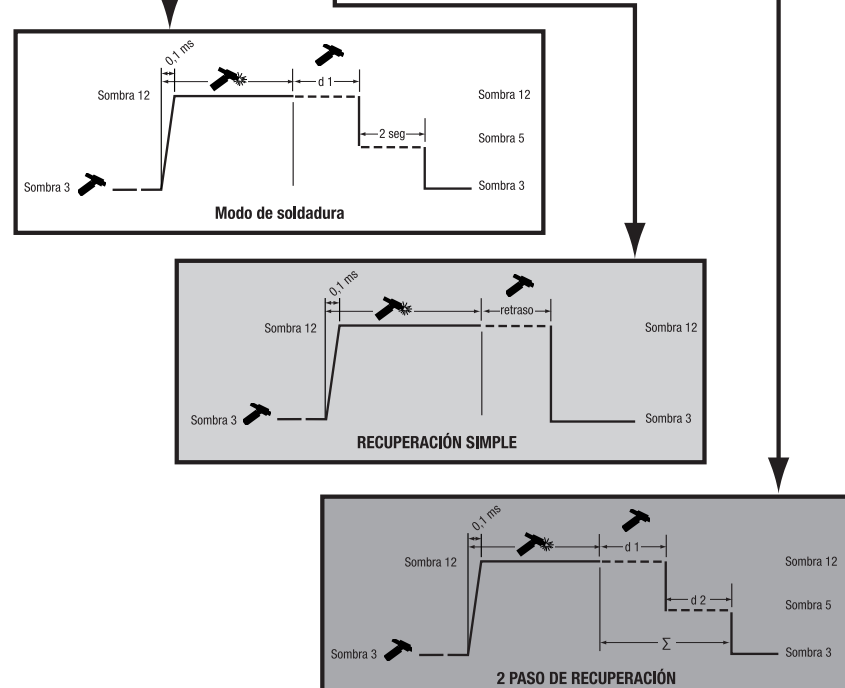 0,1 ms
Sombra 12
d 1
Sombra 12
2 seg
Sombra 5
Sombra 3
Sombra 3
Modo de soldadura
0,1 ms
Sombra 12
retraso
Sombra 12
Sombra 3
Sombra 3
RECUPERACIÓN SIMPLE
0,1 ms
Sombra 12
d 1
Sombra 12
d 2
Sombra 5
Sombra 3
Σ
Sombra 3
2 PASO DE RECUPERACIÓN